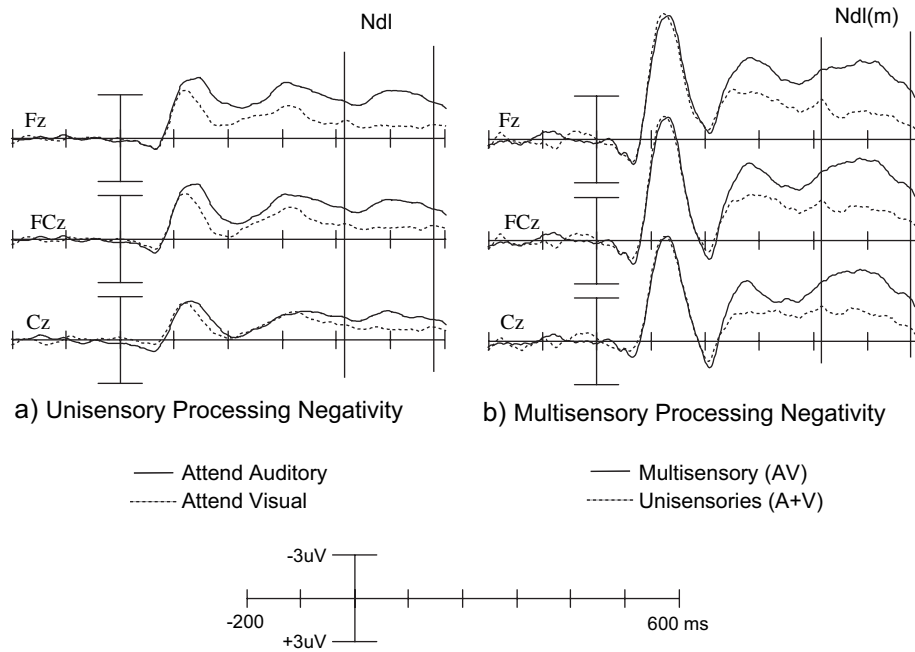 Ndl
Fz
FCz
Cz
a) Unisensory Processing Negativity
Attend Auditory
Attend Visual
Ndl(m)
Fz
FCz
Cz
b) Multisensory Processing Negativity
Multisensory (AV)
Unisensories (A+V)
-3uV
-200
600 ms
+3uV